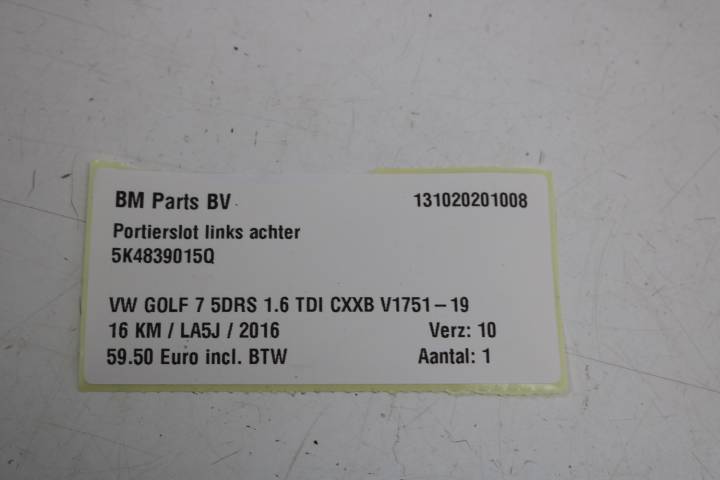 BM Parts BV 131020201008
Portierslot links achter
5K4839015Q
VW GOLF 7 5DRS 1.6 TDI CXXB V1751-19
16 KM / LA5J / 2016 Verz: 10
59.50 Euro incl. BTW Aantal: 1